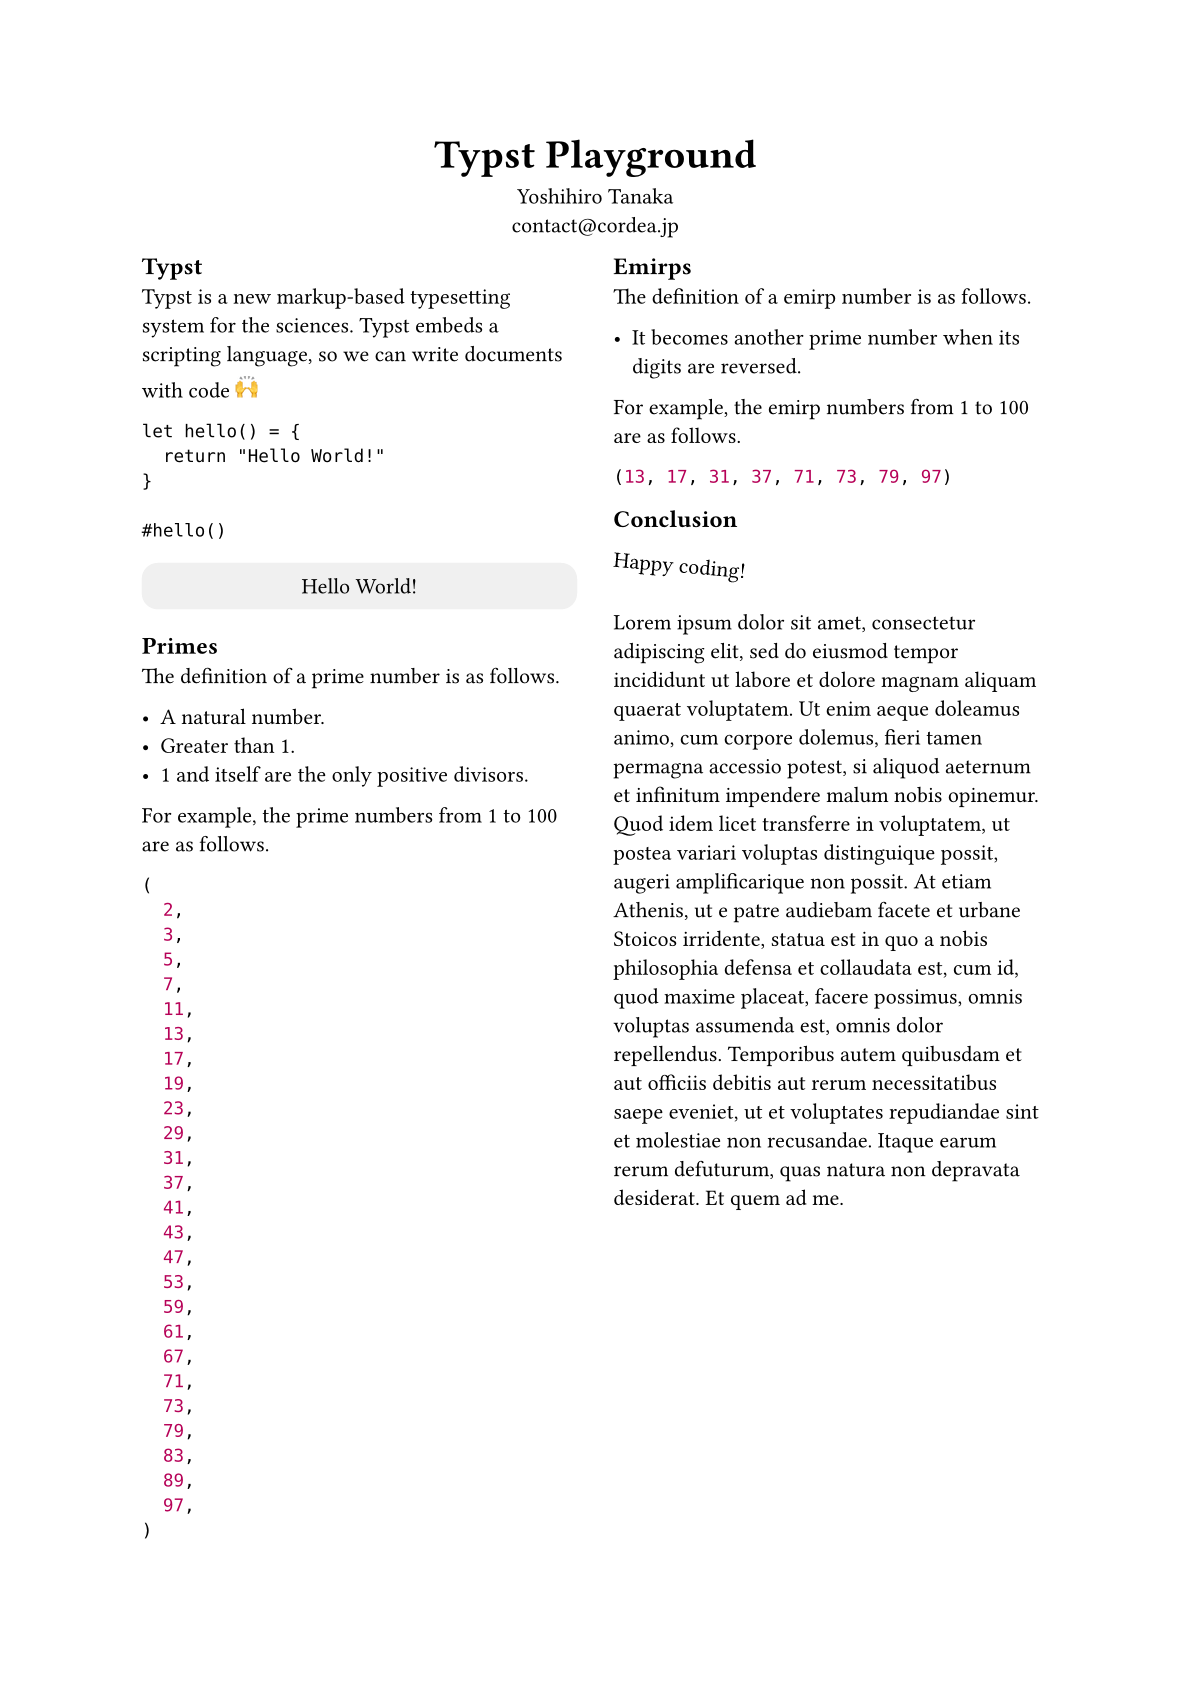 Typst Playground
Yoshihiro Tanaka
contact@cordea.jp
Typst
Typst is a new markup-based typesetting
system for the sciences. Typst embeds a
scripting language, so we can write documents
with code 🙌
let hello() = {
  return "Hello World!"
}
#hello()
Hello World!
Primes
The definition of a prime number is as follows.
• A natural number.
• Greater than 1.
• 1 and itself are the only positive divisors.
For example, the prime numbers from 1 to 100
are as follows.
(
  2,
  3,
  5,
  7,
  11,
  13,
  17,
  19,
  23,
  29,
  31,
  37,
  41,
  43,
  47,
  53,
  59,
  61,
  67,
  71,
  73,
  79,
  83,
  89,
  97,
)
Emirps
The definition of a emirp number is as follows.
• It becomes another prime number when its
digits are reversed.
For example, the emirp numbers from 1 to 100
are as follows.
(13, 17, 31, 37, 71, 73, 79, 97)
Conclusion
Happy coding!
Lorem ipsum dolor sit amet, consectetur
adipiscing elit, sed do eiusmod tempor
incididunt ut labore et dolore magnam aliquam
quaerat voluptatem. Ut enim aeque doleamus
animo, cum corpore dolemus, fieri tamen
permagna accessio potest, si aliquod aeternum
et infinitum impendere malum nobis opinemur.
Quod idem licet transferre in voluptatem, ut
postea variari voluptas distinguique possit,
augeri amplificarique non possit. At etiam
Athenis, ut e patre audiebam facete et urbane
Stoicos irridente, statua est in quo a nobis
philosophia defensa et collaudata est, cum id,
quod maxime placeat, facere possimus, omnis
voluptas assumenda est, omnis dolor
repellendus. Temporibus autem quibusdam et
aut officiis debitis aut rerum necessitatibus
saepe eveniet, ut et voluptates repudiandae sint
et molestiae non recusandae. Itaque earum
rerum defuturum, quas natura non depravata
desiderat. Et quem ad me.